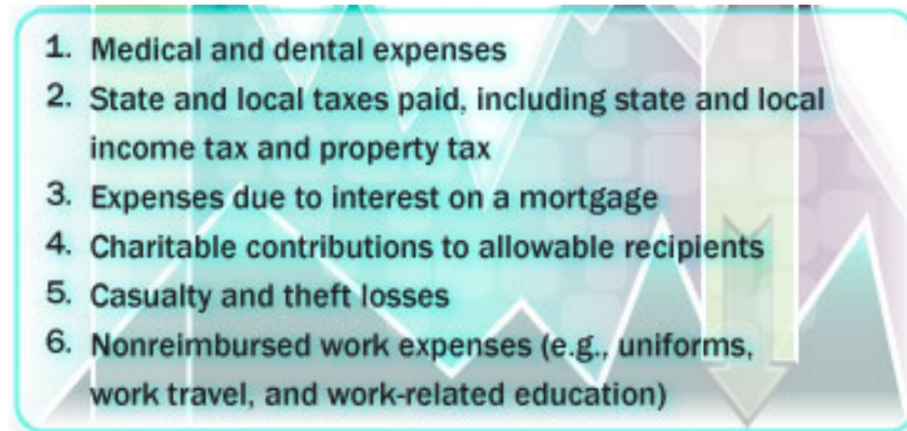 1. Medical and dental expenses
2. State and local taxes paid, including state and local
income tax and property tax
3. Expenses due to interest on a mortgage
4. Charitable contributions to allowable recipients
5. Casualty and theft losses
6. Nonreimbursed work expenses (e.g., uniforms,
work travel, and work-related education)